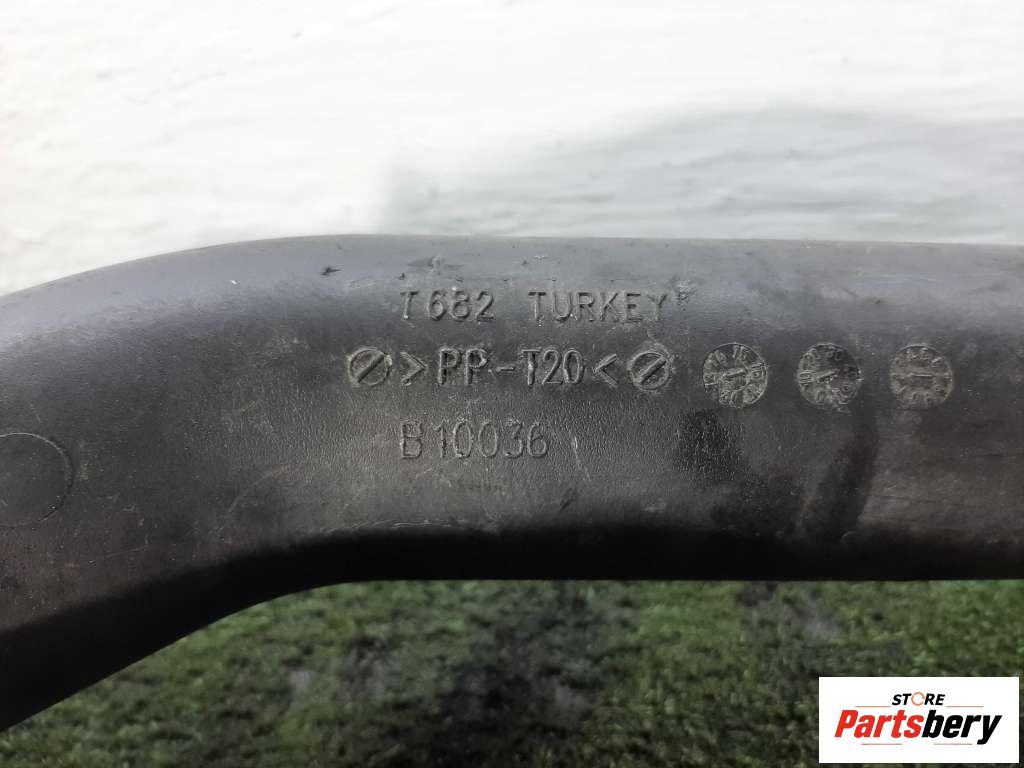 T682 TURKEY
>PP-T20<
B10036
STORE
Partsbery